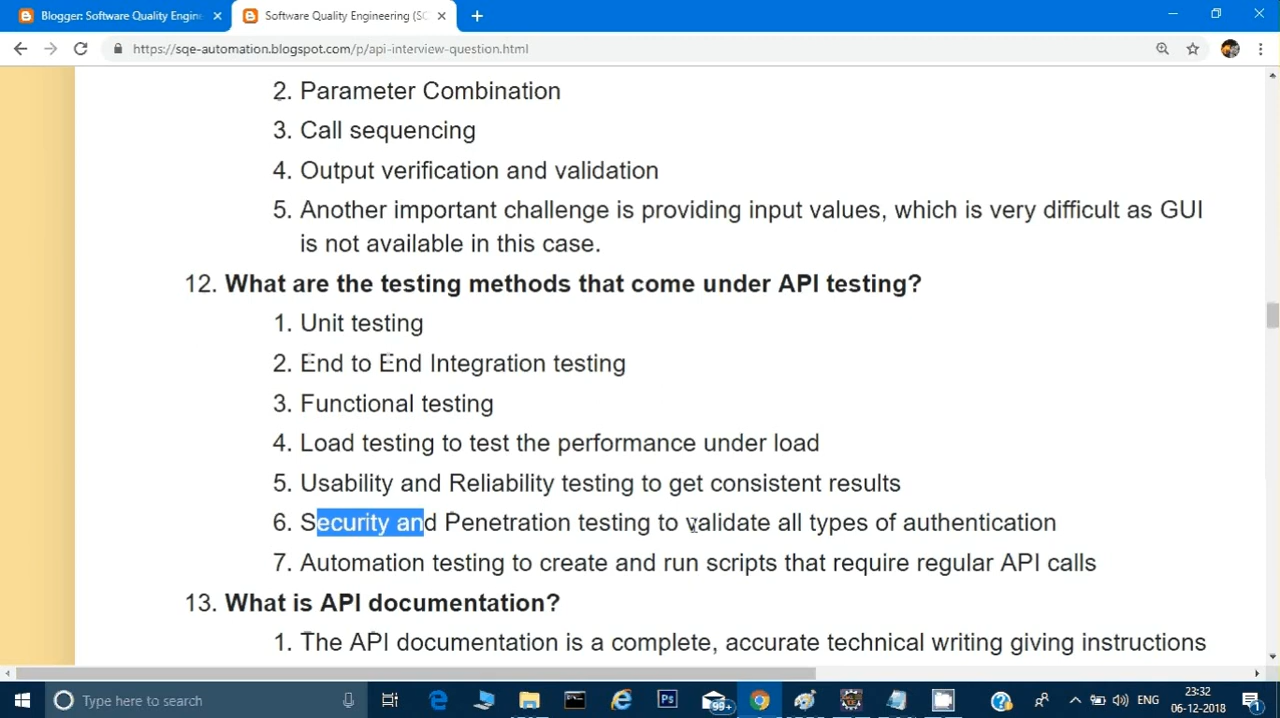 Blogger: Software Quality Engine
Software Quality Engineering (SC
https://sqe-automation.blogspot.com/p/api-interview-question.html
2. Parameter Combination
3. Call sequencing
4. Output verification and validation
5. Another important challenge is providing input values, which is very difficult as GUI
is not available in this case.
12. What are the testing methods that come under API testing?
1. Unit testing
2. End to End Integration testing
3. Functional testing
4. Load testing to test the performance under load
5. Usability and Reliability testing to get consistent results
6. Security and Penetration testing to validate all types of authentication
7. Automation testing to create and run scripts that require regular API calls
13. What is API documentation?
1. The API documentation is a complete, accurate technical writing giving instructions
Type here to search
Ps
99+
ENG
23:32
06-12-2018
1